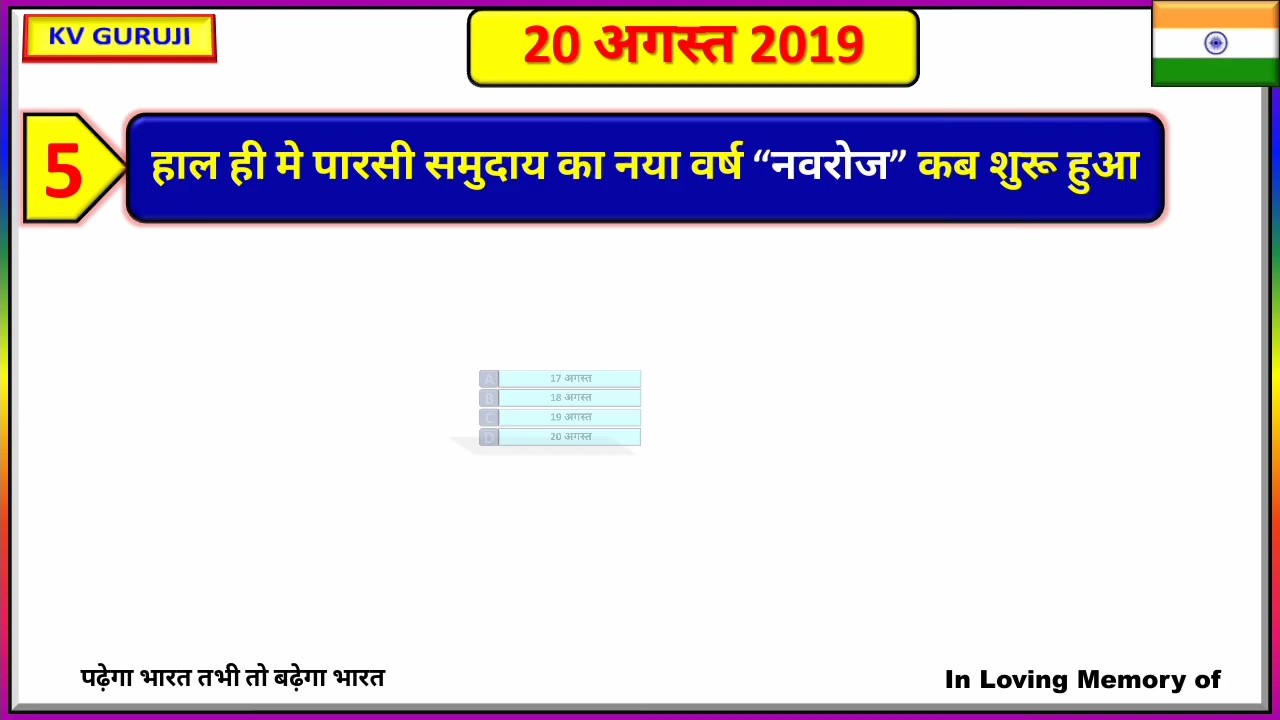 KV GURUJI
20 अगस्त 2019
5
हाल ही मे पारसी समुदाय का नया वर्ष “नवरोज” कब शुरू हुआ
A 17 अगस्त
B 18 अगस्त
C 19 अगस्त
D 20 अगस्त
पढ़ेगा भारत तभी तो बढ़ेगा भारत
In Loving Memory of